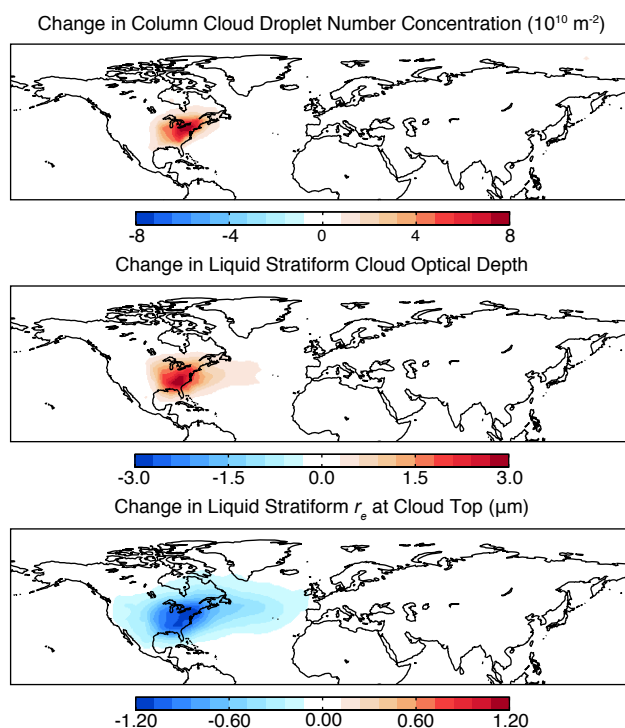 Change in Column Cloud Droplet Number Concentration (10¹⁰ m⁻²)
-8 -4 0 4 8
Change in Liquid Stratiform Cloud Optical Depth
-3.0 -1.5 0.0 1.5 3.0
Change in Liquid Stratiform rₑ at Cloud Top (μm)
-1.20 -0.60 0.00 0.60 1.20